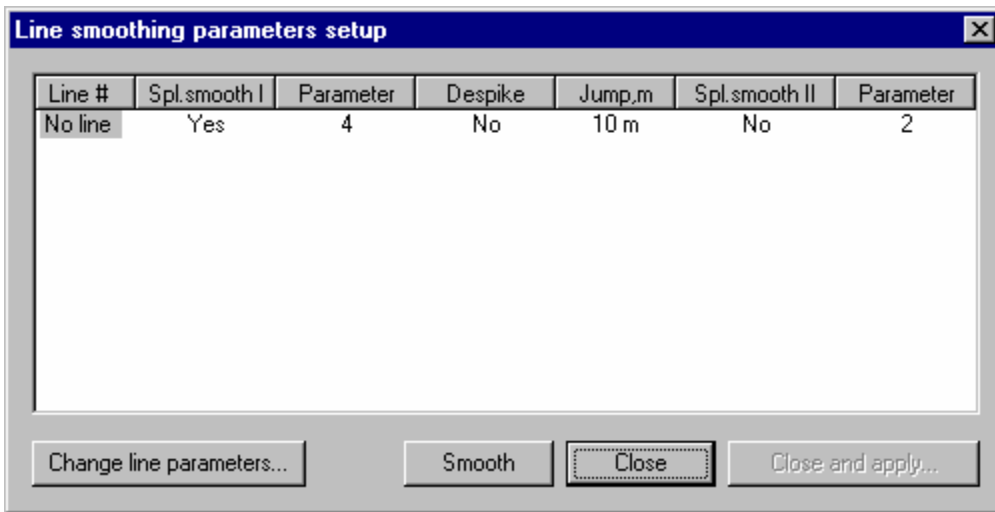 Line smoothing parameters setup
Line # Spl.smooth I Parameter Despike Jump,m Spl.smooth II Parameter
No line Yes 4 No 10 m No 2
Change line parameters... Smooth Close Close and apply...